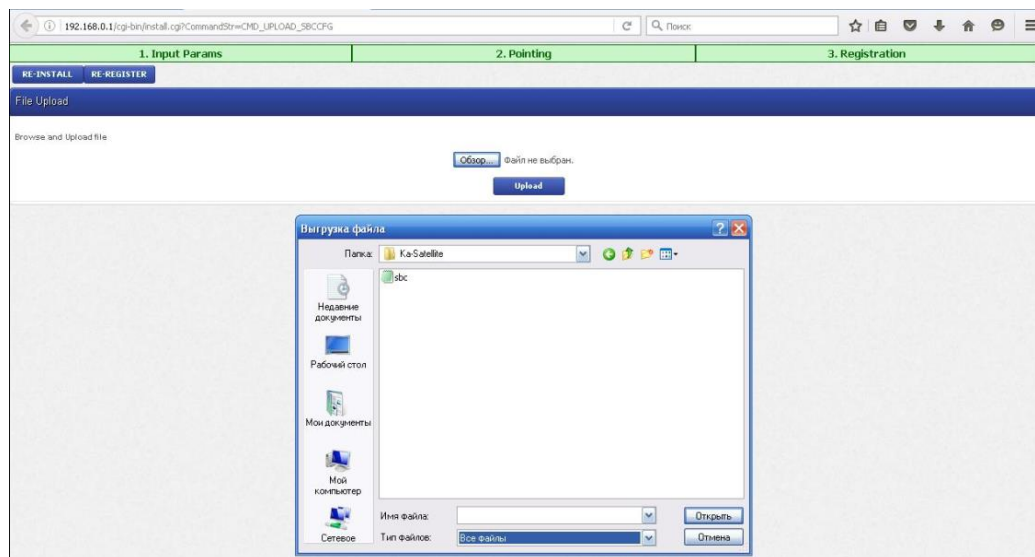 192.168.0.1/cgi-bin/install.cgi?CommandStr=CMD_UPLOAD_SBCCFG
Поиск
1. Input Params
2. Pointing
3. Registration
RE-INSTALL
RE-REGISTER
File Upload
Browse and Upload file
Обзор... Файл не выбран.
Upload
Выгрузка файла
Папка: Ka-Satellite
sbc
Недавние документы
Рабочий стол
Мои документы
Мой компьютер
Сетевое
Имя файла:
Открыть
Тип файлов: Все файлы
Отмена